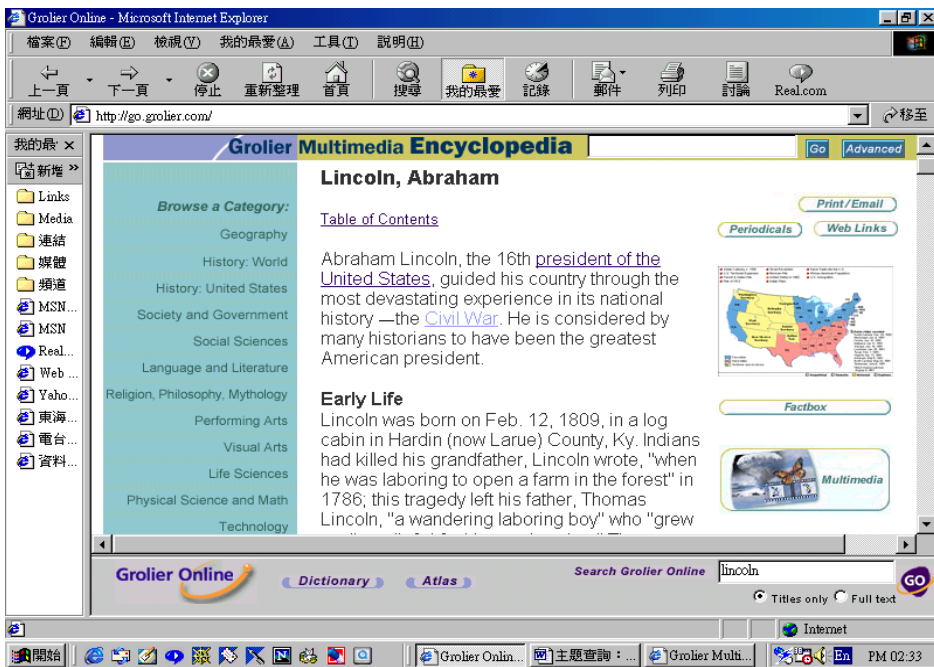 Grolier Online - Microsoft Internet Explorer
檔案(F) 編輯(E) 檢視(V) 我的最愛(A) 工具(T) 說明(H)
上一頁 下一頁 停止 重新整理 首頁 搜尋 我的最愛 記錄 郵件 列印 討論 Real.com
網址(D) http://go.grolier.com/ 移至
我的最
新增 »
Links
Media
連結
媒體
頻道
MSN...
MSN
Real...
Web ...
Yaho...
東海...
電台...
資料...
Grolier Multimedia Encyclopedia Go Advanced
Browse a Category:
Geography
History: World
History: United States
Society and Government
Social Sciences
Language and Literature
Religion, Philosophy, Mythology
Performing Arts
Visual Arts
Life Sciences
Physical Science and Math
Technology
Lincoln, Abraham
Table of Contents
Abraham Lincoln, the 16th president of the
United States, guided his country through the
most devastating experience in its national
history —the Civil War. He is considered by
many historians to have been the greatest
American president.
Early Life
Lincoln was born on Feb. 12, 1809, in a log
cabin in Hardin (now Larue) County, Ky. Indians
had killed his grandfather, Lincoln wrote, "when
he was laboring to open a farm in the forest" in
1786; this tragedy left his father, Thomas
Lincoln, "a wandering laboring boy" who "grew
Print/Email
Periodicals Web Links
Factbox
Multimedia
Grolier Online Dictionary Atlas Search Grolier Online lincoln GO
Titles only Full text
Internet
開始 Grolier Onlin... 主題查詢：... Grolier Multi... En PM 02:33